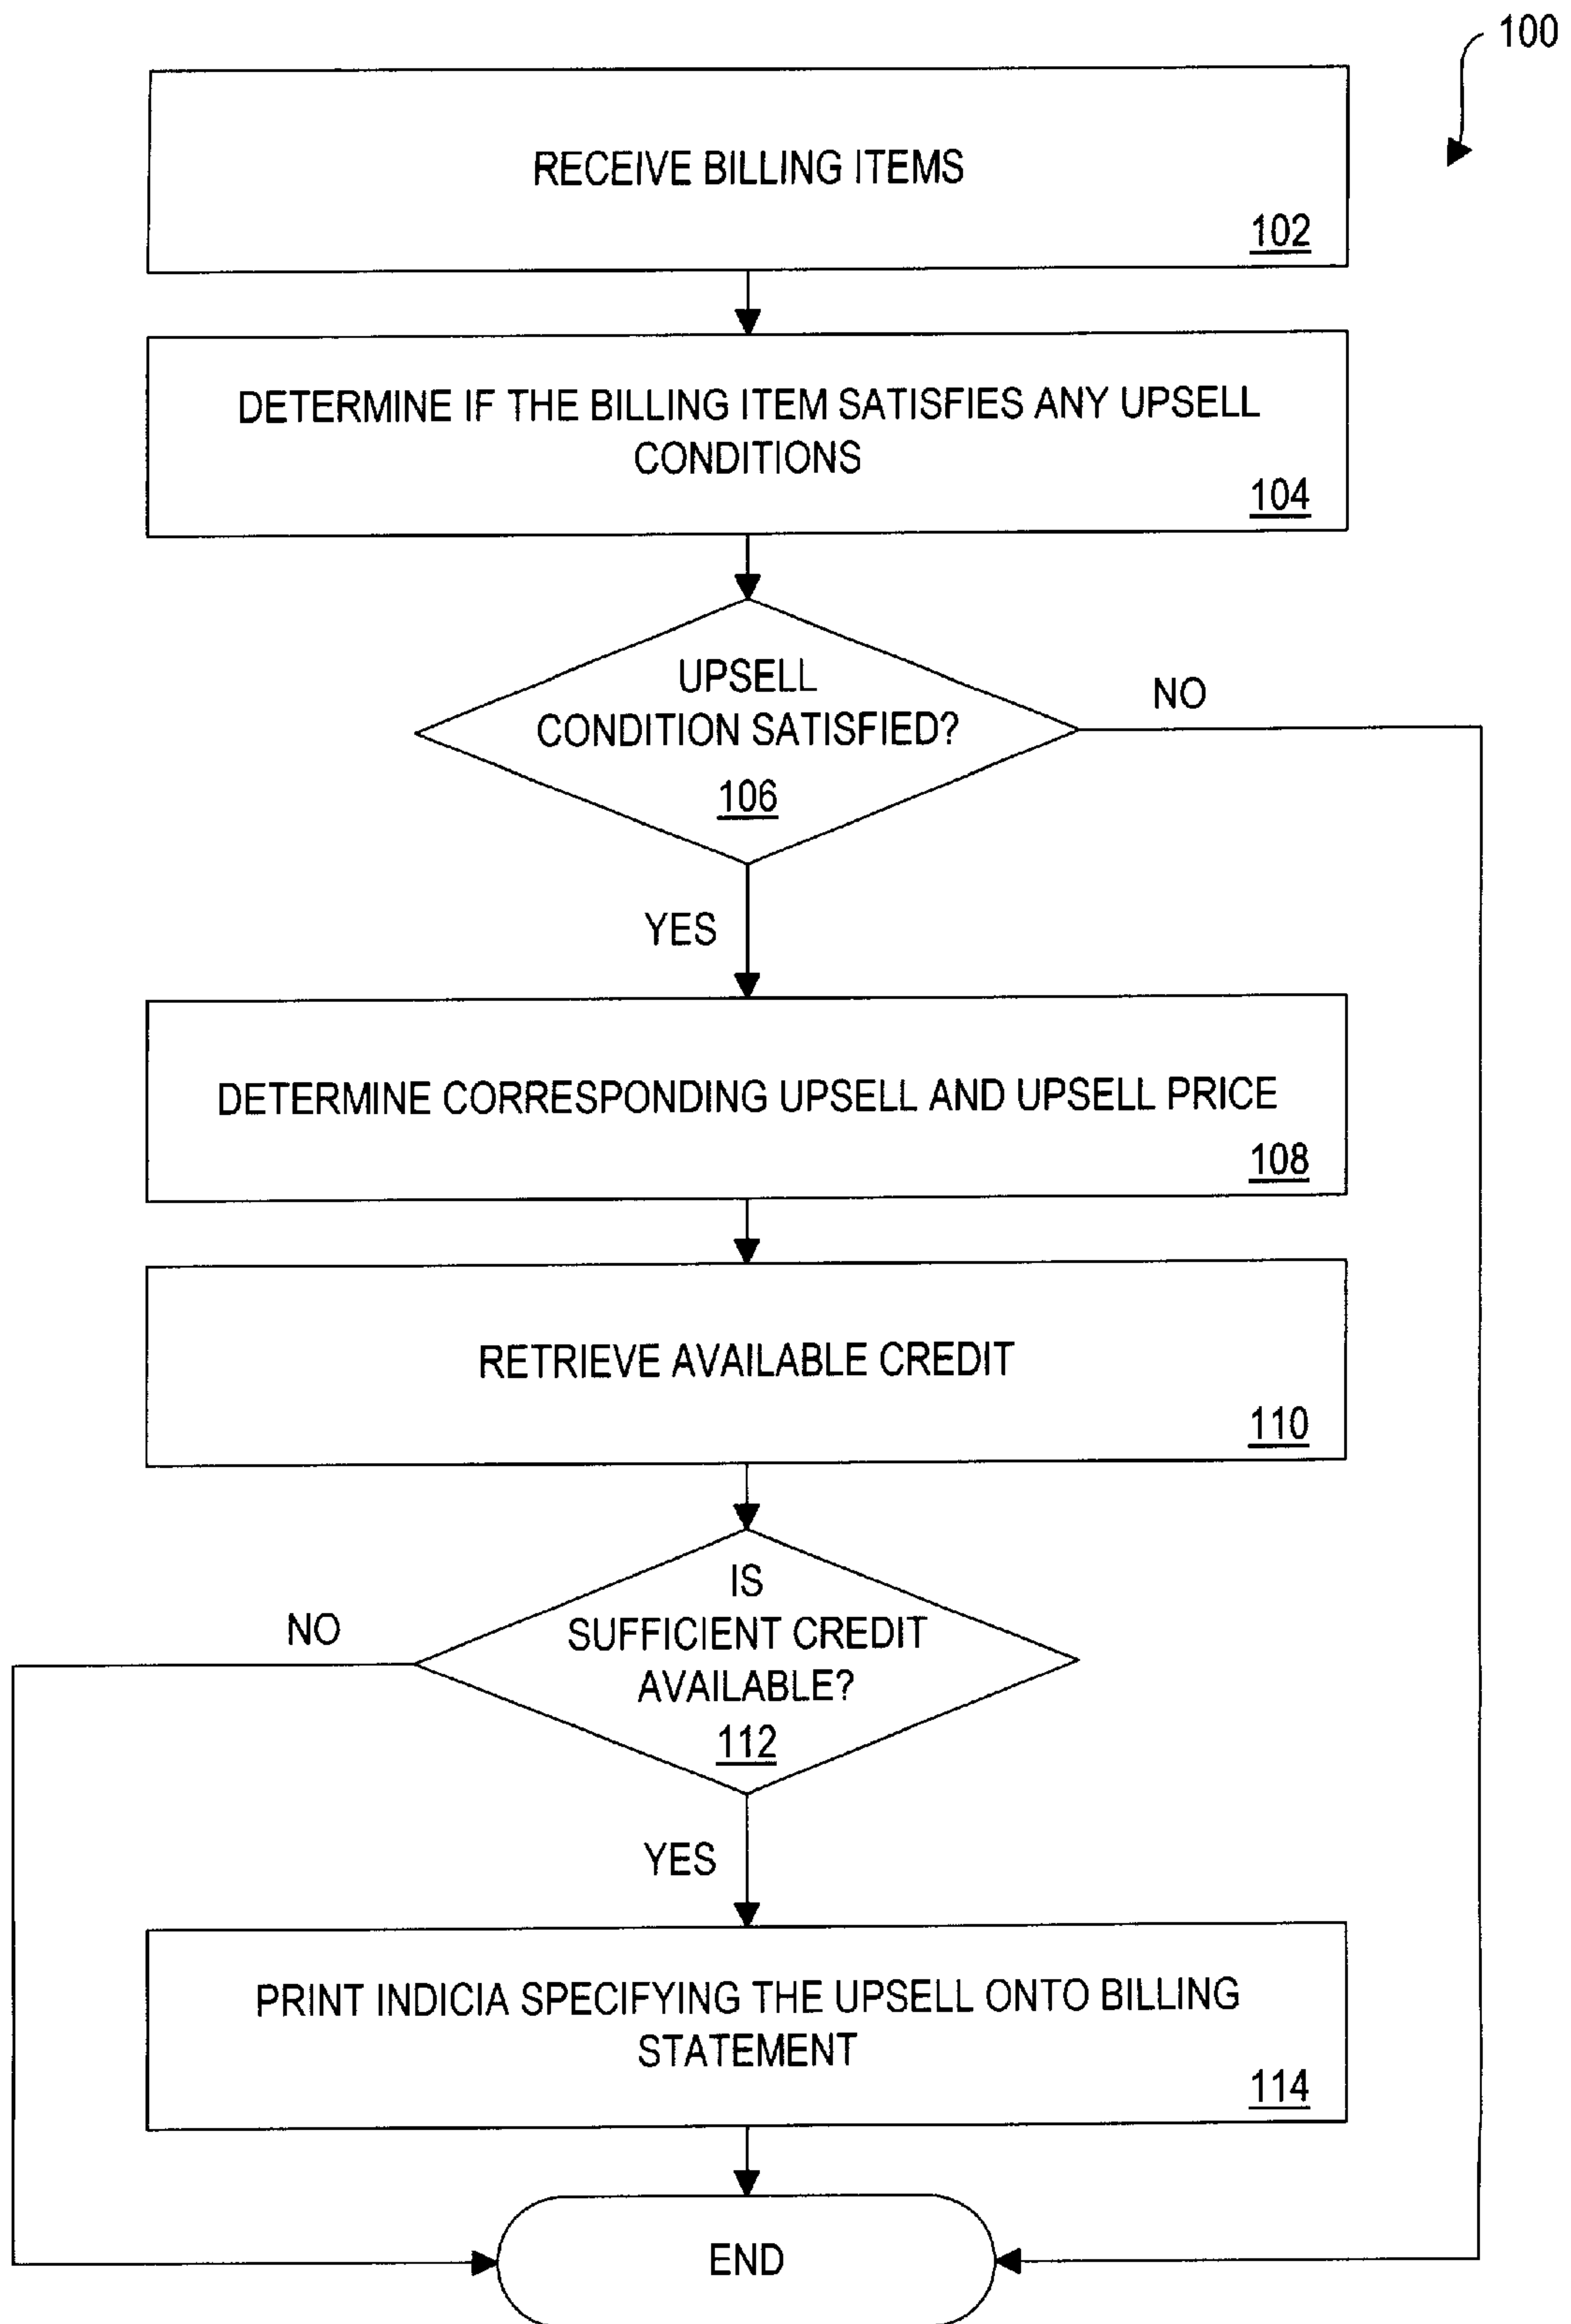 100
RECEIVE BILLING ITEMS
102
DETERMINE IF THE BILLING ITEM SATISFIES ANY UPSELL
CONDITIONS
104
UPSELL
CONDITION SATISFIED?
106
NO
YES
DETERMINE CORRESPONDING UPSELL AND UPSELL PRICE
108
RETRIEVE AVAILABLE CREDIT
110
IS
SUFFICIENT CREDIT
AVAILABLE?
112
NO
YES
PRINT INDICIA SPECIFYING THE UPSELL ONTO BILLING
STATEMENT
114
END